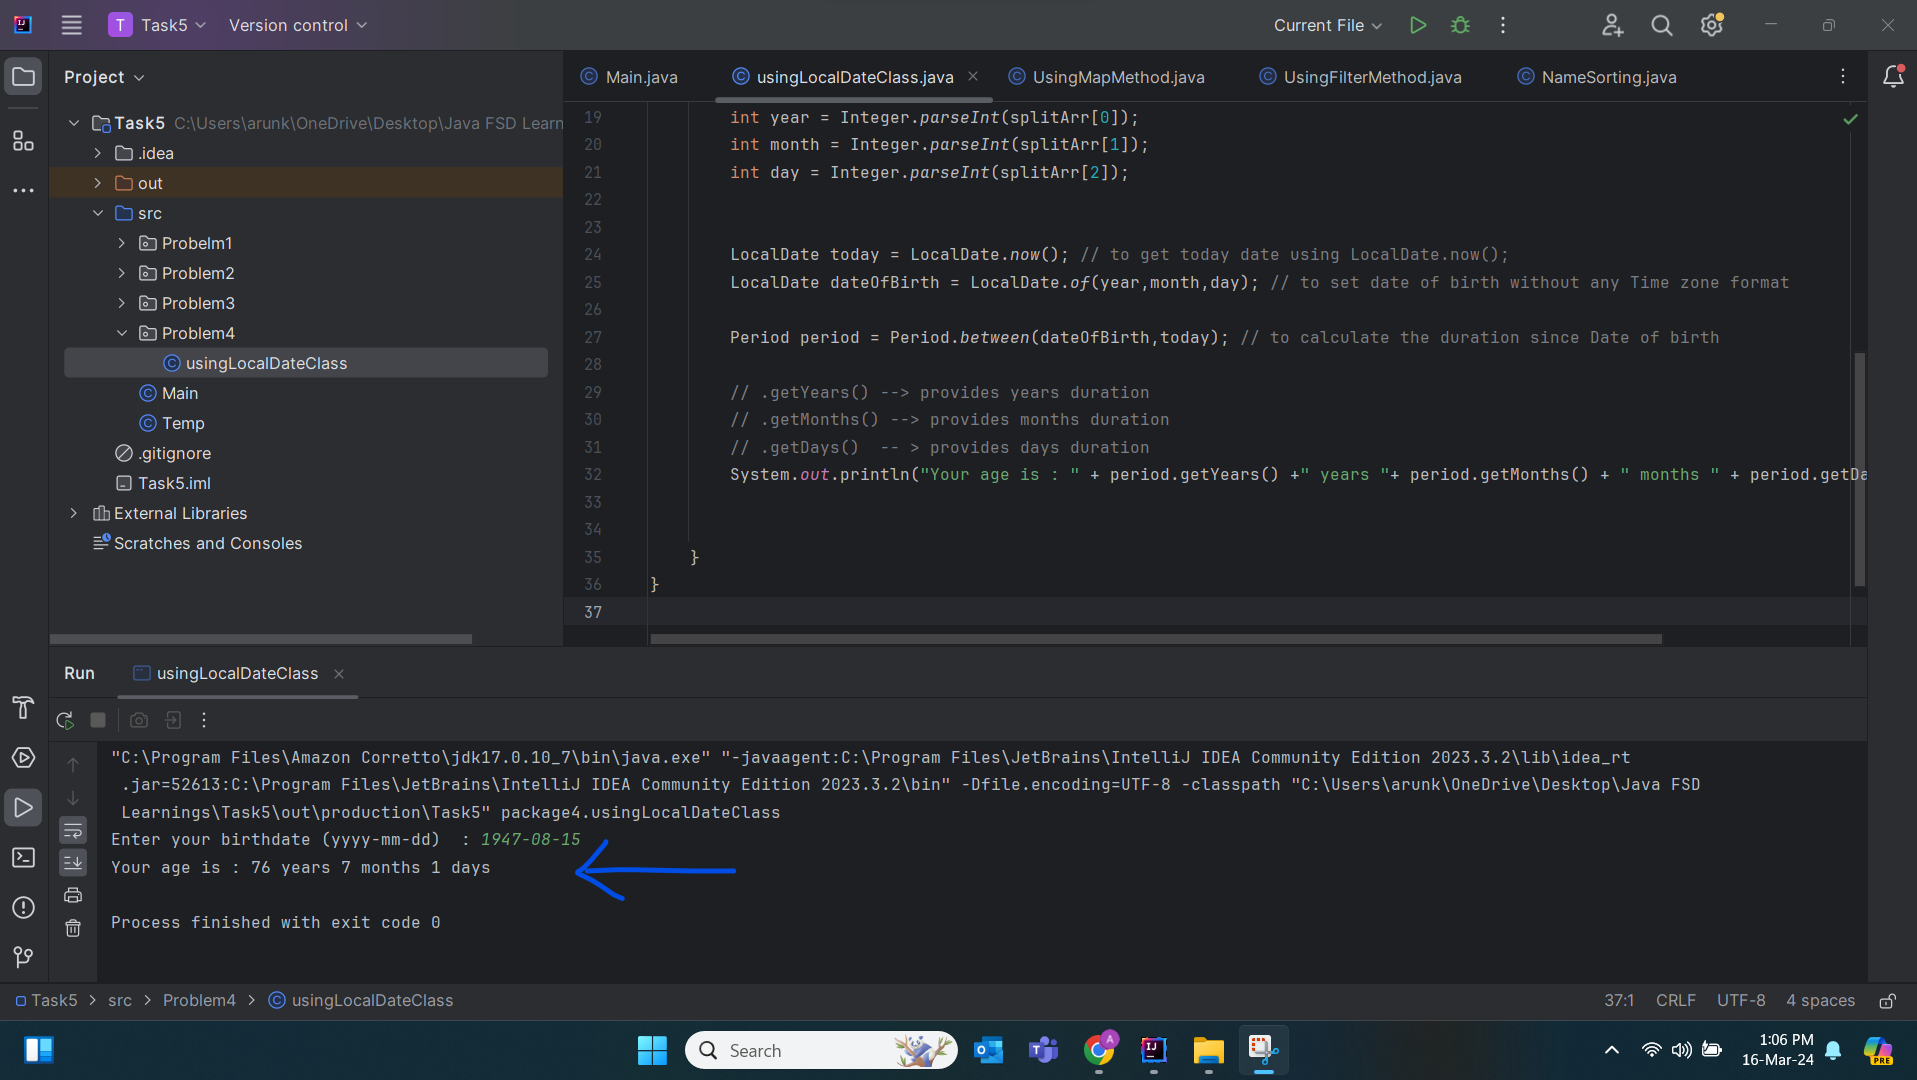 T Task5 Version control Current File
Project
Main.java usingLocalDateClass.java UsingMapMethod.java UsingFilterMethod.java NameSorting.java
Task5 C:\Users\arunk\OneDrive\Desktop\Java FSD Learn
.idea
out
src
Probelm1
Problem2
Problem3
Problem4
usingLocalDateClass
Main
Temp
.gitignore
Task5.iml
External Libraries
Scratches and Consoles
19 int year = Integer.parseInt(splitArr[0]);
20 int month = Integer.parseInt(splitArr[1]);
21 int day = Integer.parseInt(splitArr[2]);
22
23
24 LocalDate today = LocalDate.now(); // to get today date using LocalDate.now();
25 LocalDate dateOfBirth = LocalDate.of(year,month,day); // to set date of birth without any Time zone format
26
27 Period period = Period.between(dateOfBirth,today); // to calculate the duration since Date of birth
28
29 // .getYears() --> provides years duration
30 // .getMonths() --> provides months duration
31 // .getDays()  -- > provides days duration
32 System.out.println("Your age is : " + period.getYears() +" years "+ period.getMonths() + " months " + period.getDa
33
34
35 }
36 }
37
Run usingLocalDateClass
"C:\Program Files\Amazon Corretto\jdk17.0.10_7\bin\java.exe" "-javaagent:C:\Program Files\JetBrains\IntelliJ IDEA Community Edition 2023.3.2\lib\idea_rt
.jar=52613:C:\Program Files\JetBrains\IntelliJ IDEA Community Edition 2023.3.2\bin" -Dfile.encoding=UTF-8 -classpath "C:\Users\arunk\OneDrive\Desktop\Java FSD
Learnings\Task5\out\production\Task5" package4.usingLocalDateClass
Enter your birthdate (yyyy-mm-dd)  : 1947-08-15
Your age is : 76 years 7 months 1 days
Process finished with exit code 0
Task5 > src > Problem4 > usingLocalDateClass 37:1 CRLF UTF-8 4 spaces
Search 1:06 PM
16-Mar-24
PRE